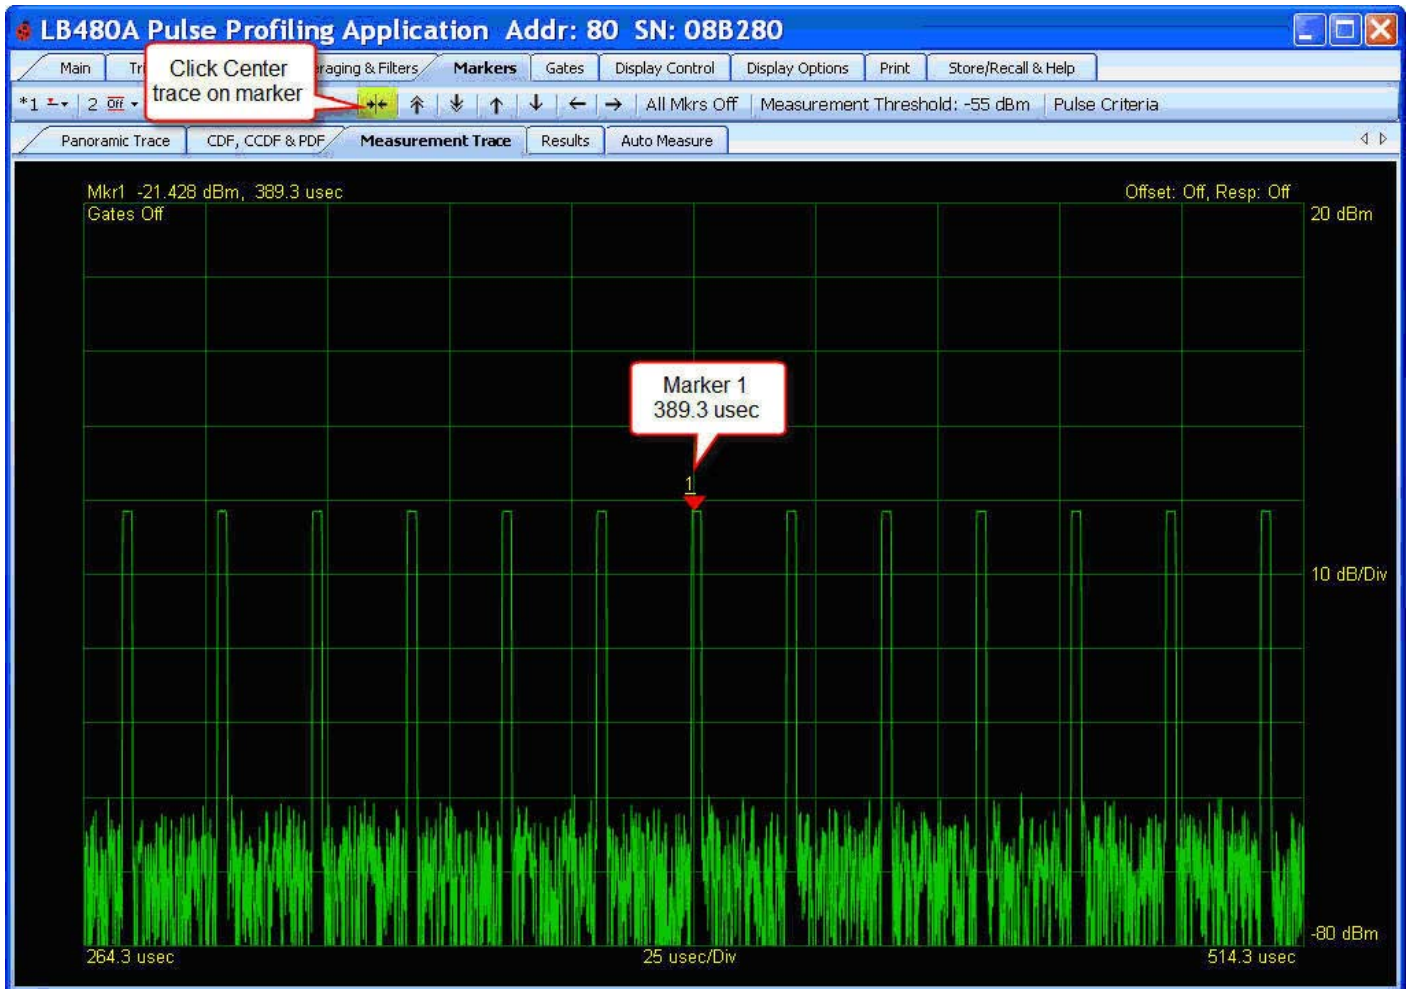 LB480A Pulse Profiling Application Addr: 80 SN: 08B280
Main Tri raging & Filters Markers Gates Display Control Display Options Print Store/Recall & Help
Click Center
trace on marker
*1 2 Off All Mkrs Off Measurement Threshold: -55 dBm Pulse Criteria
Panoramic Trace CDF, CCDF & PDF Measurement Trace Results Auto Measure
Mkr1 -21.428 dBm, 389.3 usec Offset: Off, Resp: Off
Gates Off 20 dBm
Marker 1
389.3 usec
1
10 dB/Div
-80 dBm
264.3 usec 25 usec/Div 514.3 usec